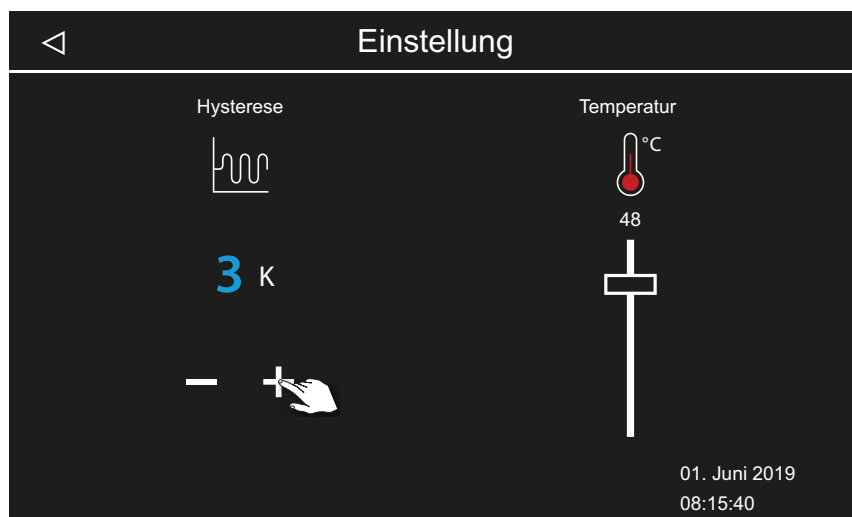 Einstellung
Hysterese
Temperatur
°C
48
3 K
01. Juni 2019
08:15:40